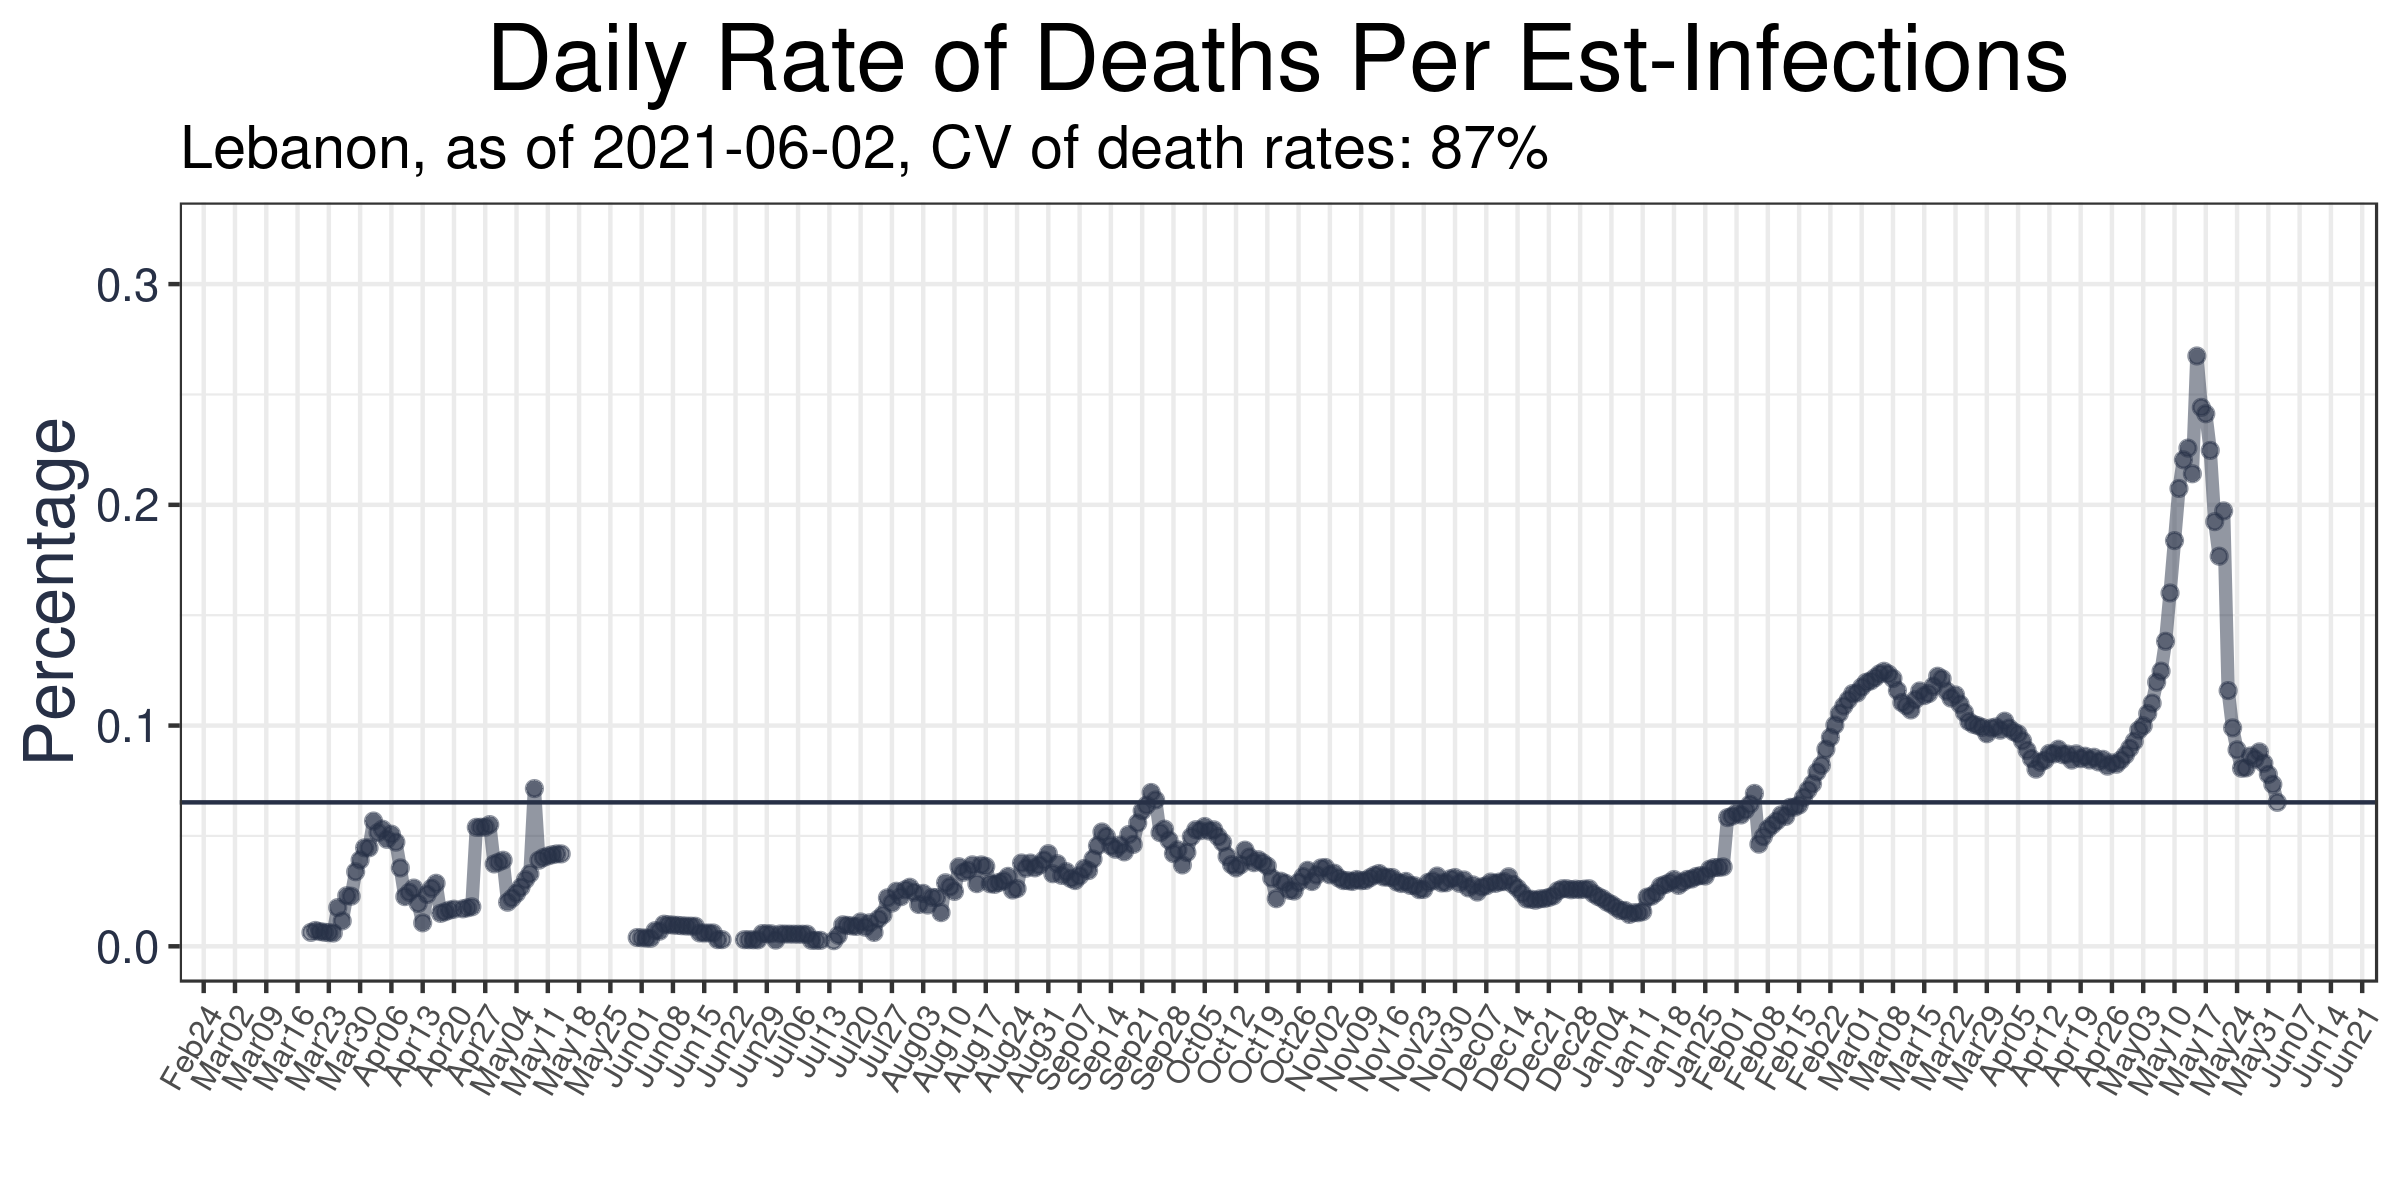 Daily Rate of Deaths Per Est-Infections
Lebanon, as of 2021-06-02, CV of death rates: 87%
Percentage
0.3
0.2
0.1
0.0
Feb24
Mar02
Mar09
Mar16
Mar23
Mar30
Apr06
Apr13
Apr20
Apr27
May04
May11
May18
May25
Jun01
Jun08
Jun15
Jun22
Jun29
Jul06
Jul13
Jul20
Jul27
Aug03
Aug10
Aug17
Aug24
Aug31
Sep07
Sep14
Sep21
Sep28
Oct05
Oct12
Oct19
Oct26
Nov02
Nov09
Nov16
Nov23
Nov30
Dec07
Dec14
Dec21
Dec28
Jan04
Jan11
Jan18
Jan25
Feb01
Feb08
Feb15
Feb22
Mar01
Mar08
Mar15
Mar22
Mar29
Apr05
Apr12
Apr19
Apr26
May03
May10
May17
May24
May31
Jun07
Jun14
Jun21